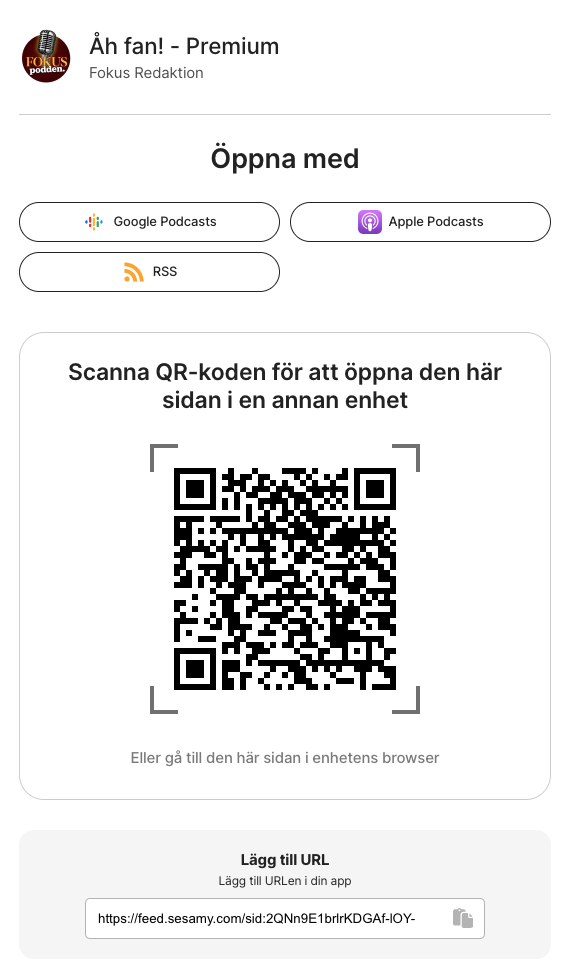 FOKUS
podden.
Åh fan! - Premium
Fokus Redaktion
Öppna med
Google Podcasts
Apple Podcasts
RSS
Scanna QR-koden för att öppna den här
sidan i en annan enhet
Eller gå till den här sidan i enhetens browser
Lägg till URL
Lägg till URLen i din app
https://feed.sesamy.com/sid:2QNn9E1brlrKDGAf-lOY-